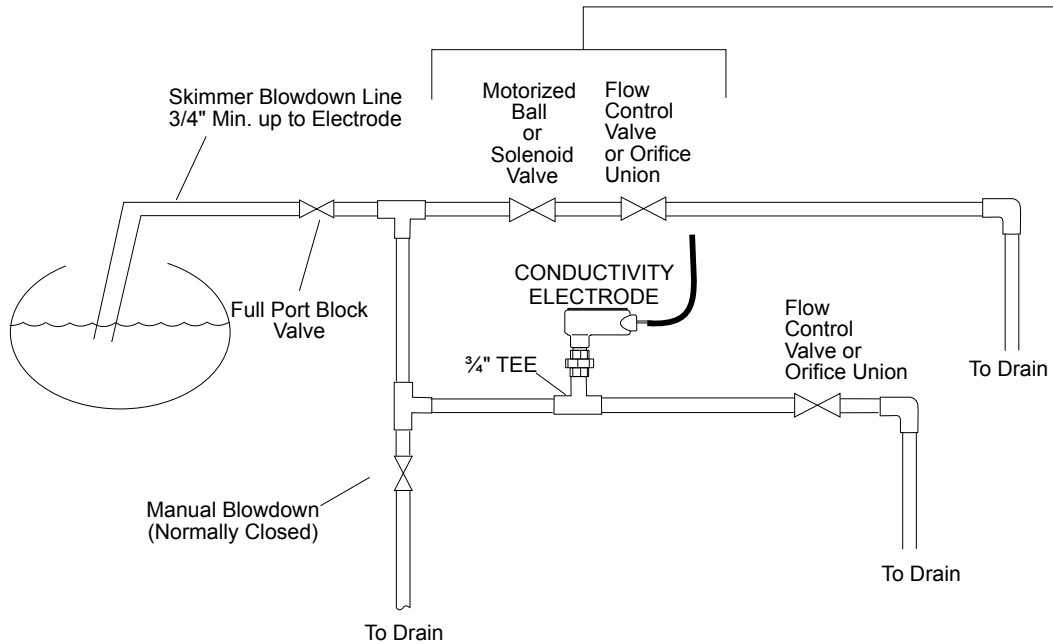 Skimmer Blowdown Line
3/4" Min. up to Electrode
Motorized
Ball
or
Solenoid
Valve
Flow
Control
Valve
or Orifice
Union
Full Port Block
Valve
CONDUCTIVITY
ELECTRODE
¾" TEE
Flow
Control
Valve or
Orifice Union
To Drain
Manual Blowdown
(Normally Closed)
To Drain
To Drain